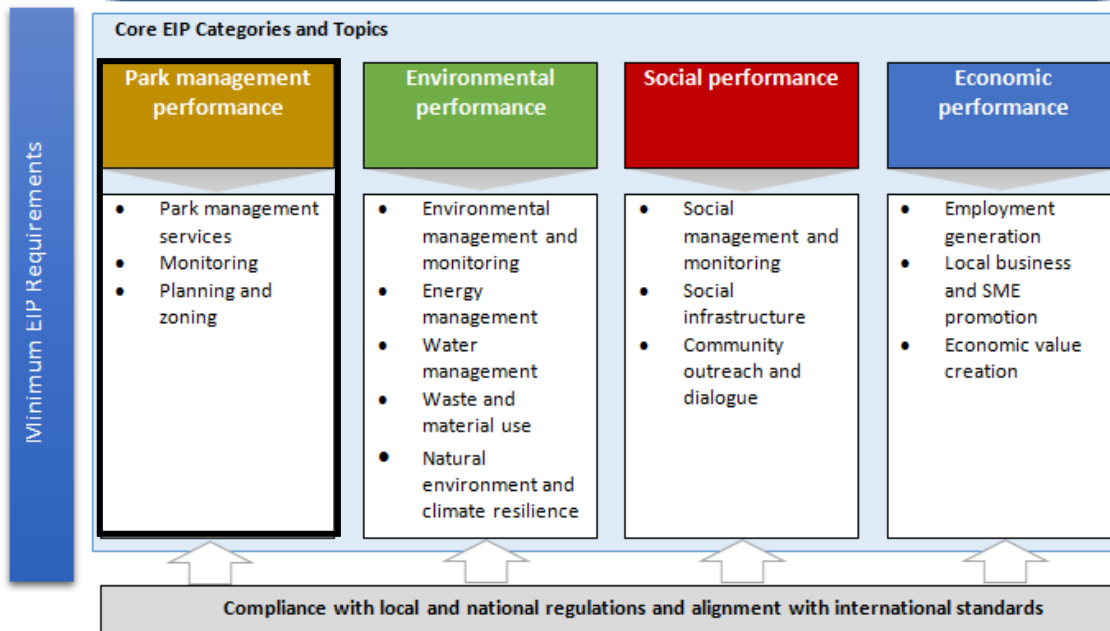 Minimum EIP Requirements
Core EIP Categories and Topics
Park management
performance
• Park management
services
• Monitoring
• Planning and
zoning
Environmental
performance
• Environmental
management and
monitoring
• Energy
management
• Water
management
• Waste and
material use
• Natural
environment and
climate resilience
Social performance
• Social
management and
monitoring
• Social
infrastructure
• Community
outreach and
dialogue
Economic
performance
• Employment
generation
• Local business
and SME
promotion
• Economic value
creation
Compliance with local and national regulations and alignment with international standards